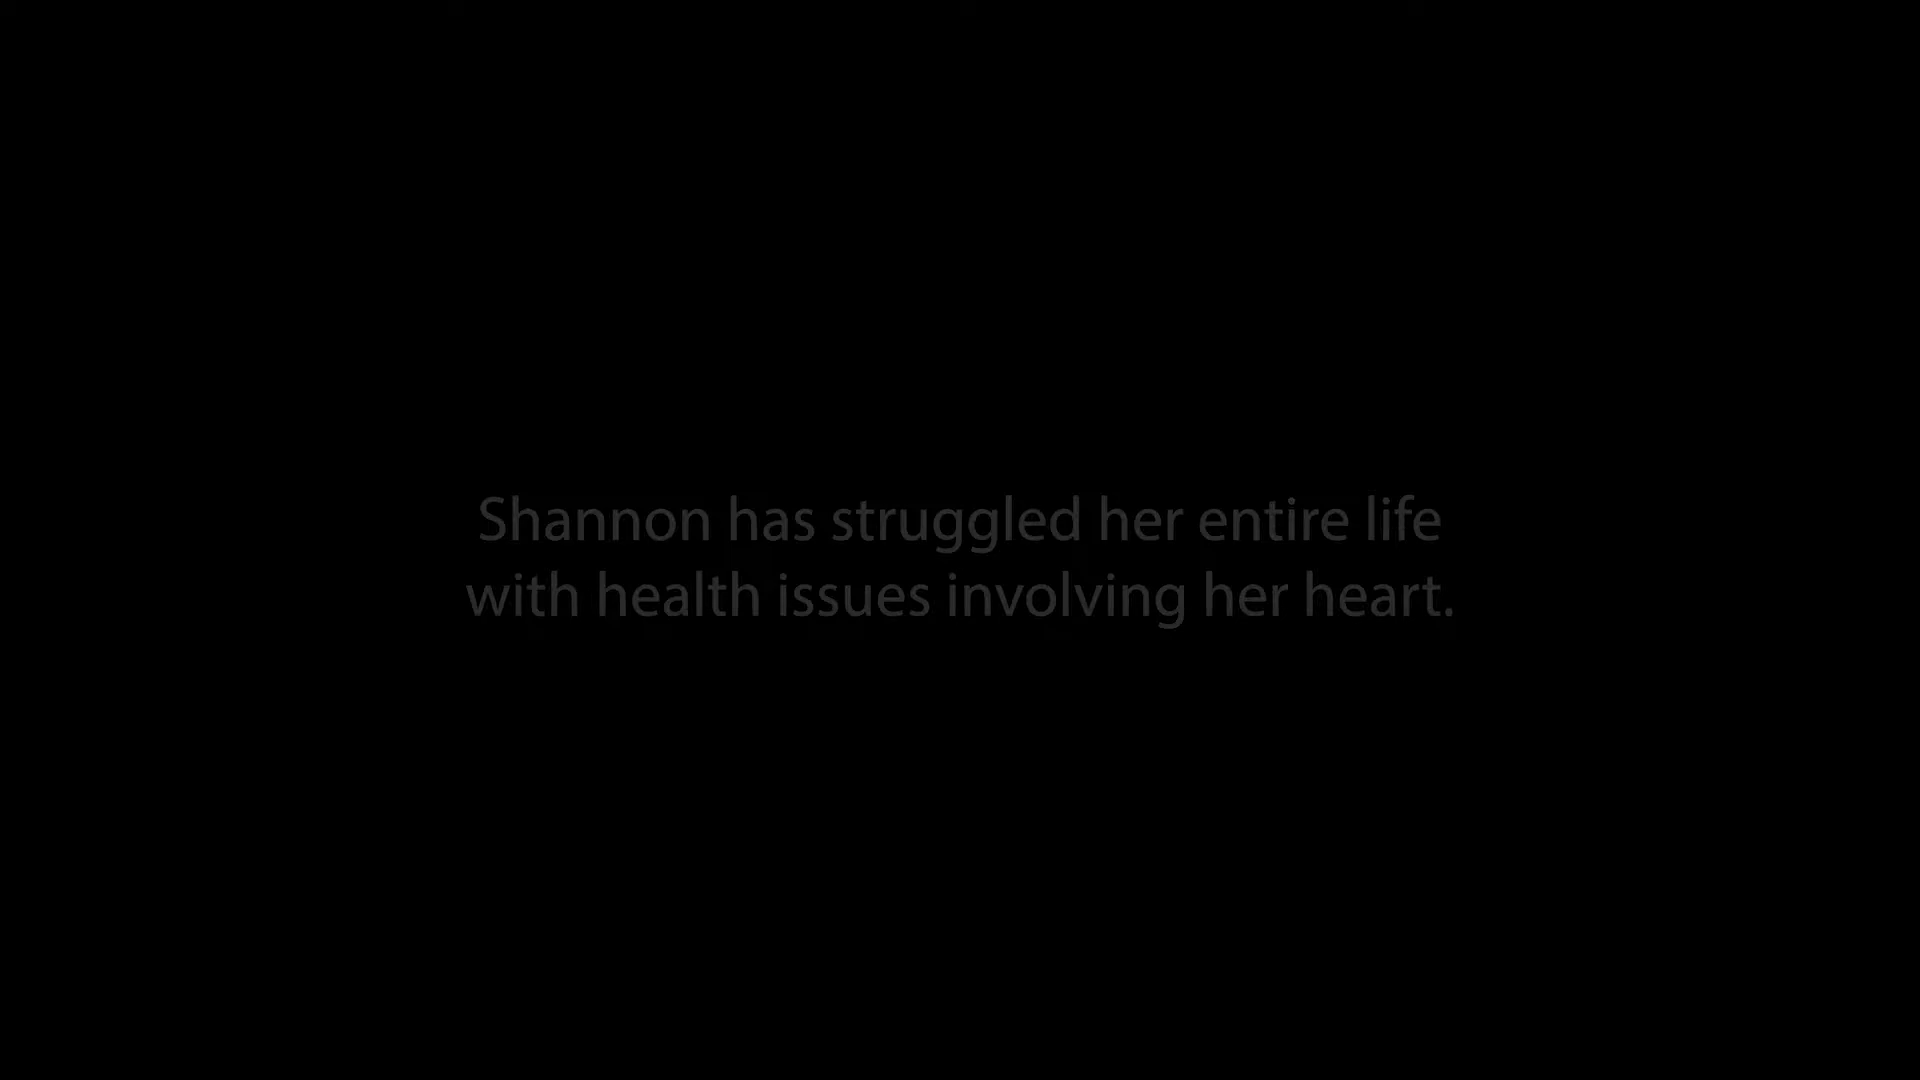 Shannon has struggled her entire life
with health issues involving her heart.